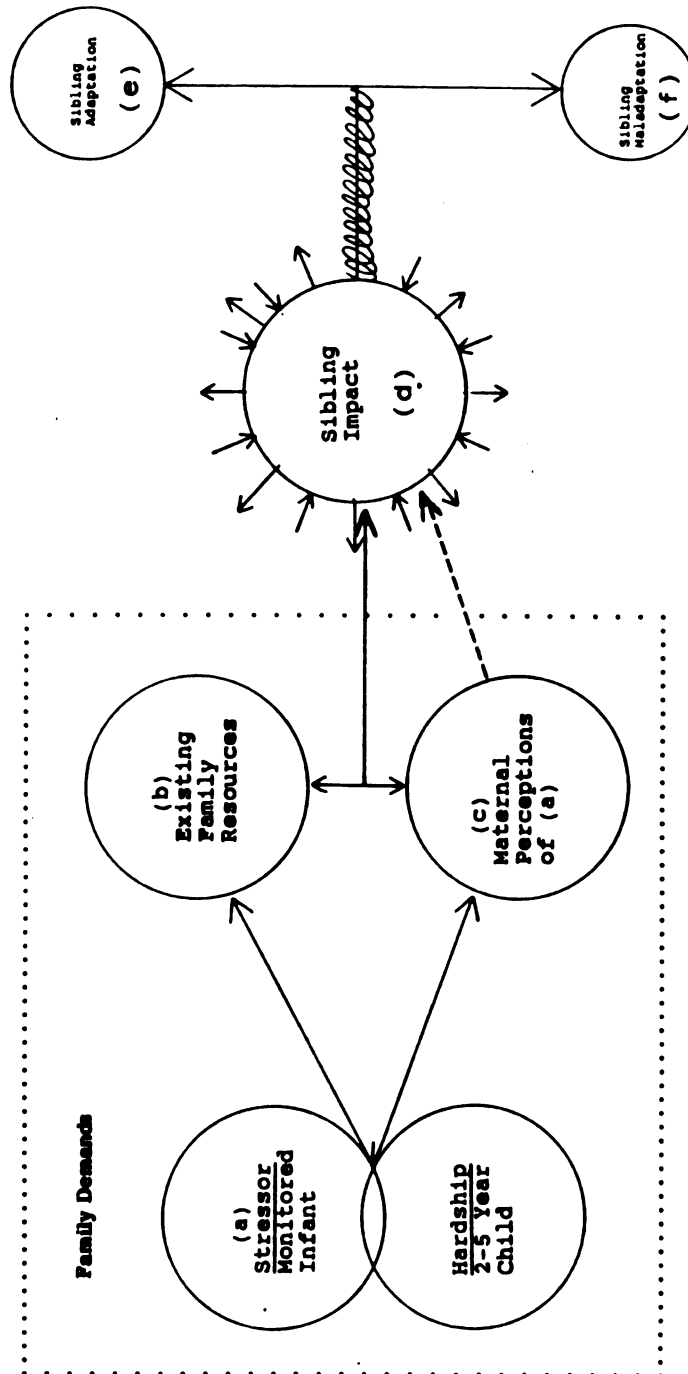 Family Demands
(a)
Stressor
Monitored
Infant
Hardship
2-5 Year
Child
(b)
Existing
Family
Resources
(c)
Maternal
Perceptions
of (a)
Sibling
Impact
(d)
Sibling
Adaptation
(e)
Sibling
Maladaptation
(f)